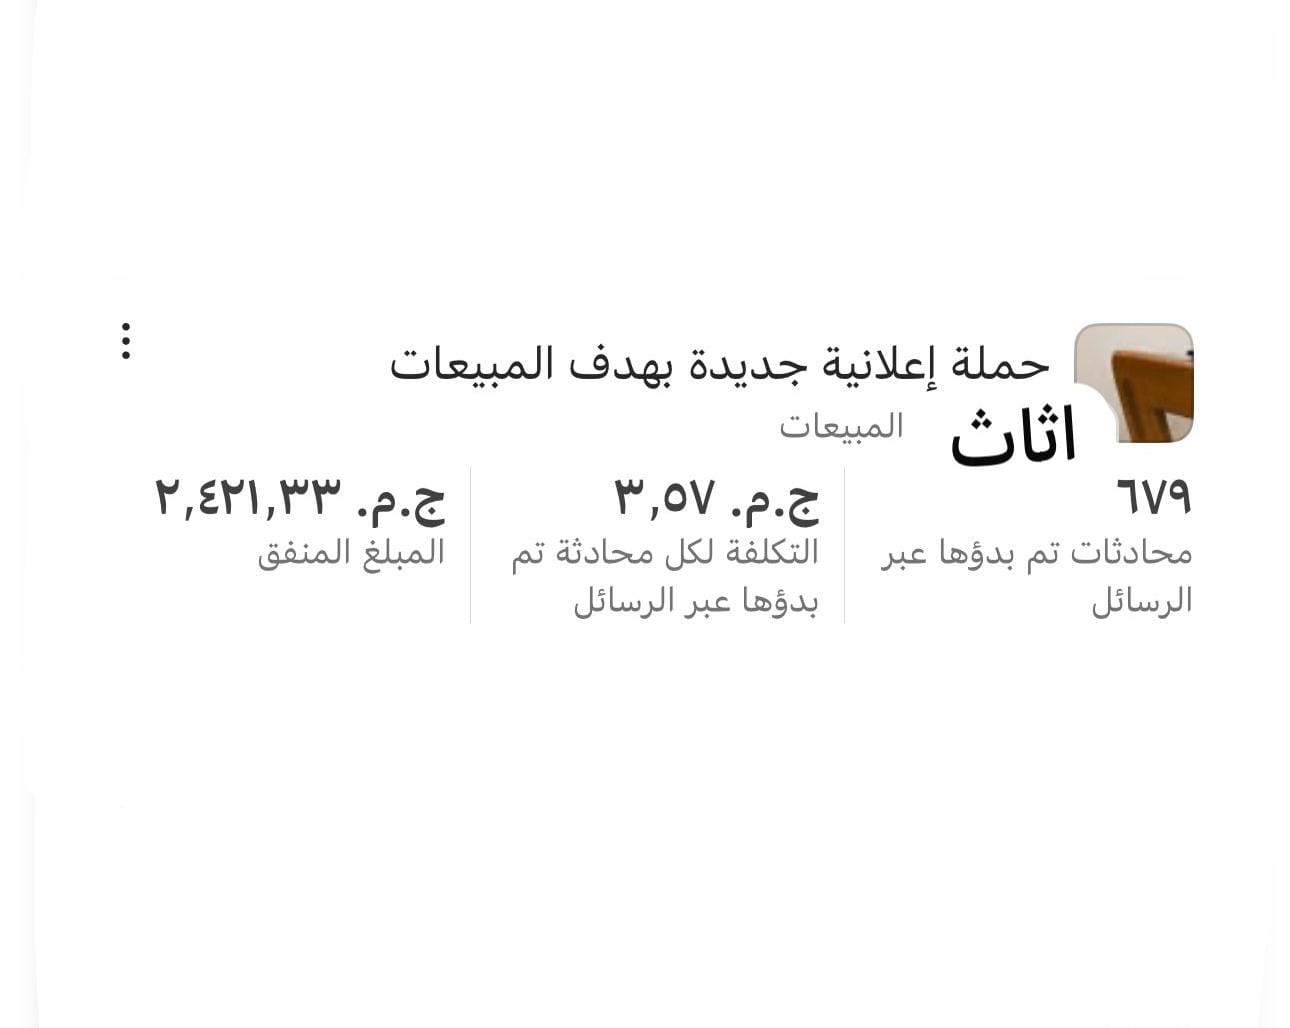 حملة إعلانية جديدة بهدف المبيعات
المبيعات
اثاث
٦٧٩
محادثات تم بدؤها عبر
الرسائل
ج.م. ٣,٥٧
التكلفة لكل محادثة تم
بدؤها عبر الرسائل
ج.م. ٢,٤٢١,٣٣
المبلغ المنفق